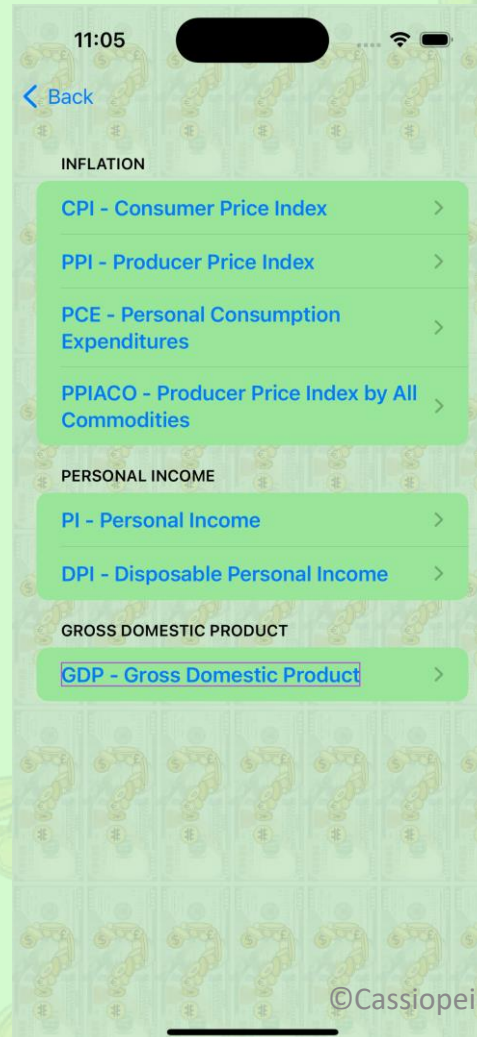 11:05
Back
INFLATION
CPI - Consumer Price Index
PPI - Producer Price Index
PCE - Personal Consumption
Expenditures
PPIACO - Producer Price Index by All
Commodities
PERSONAL INCOME
PI - Personal Income
DPI - Disposable Personal Income
GROSS DOMESTIC PRODUCT
GDP - Gross Domestic Product
©Cassiopei